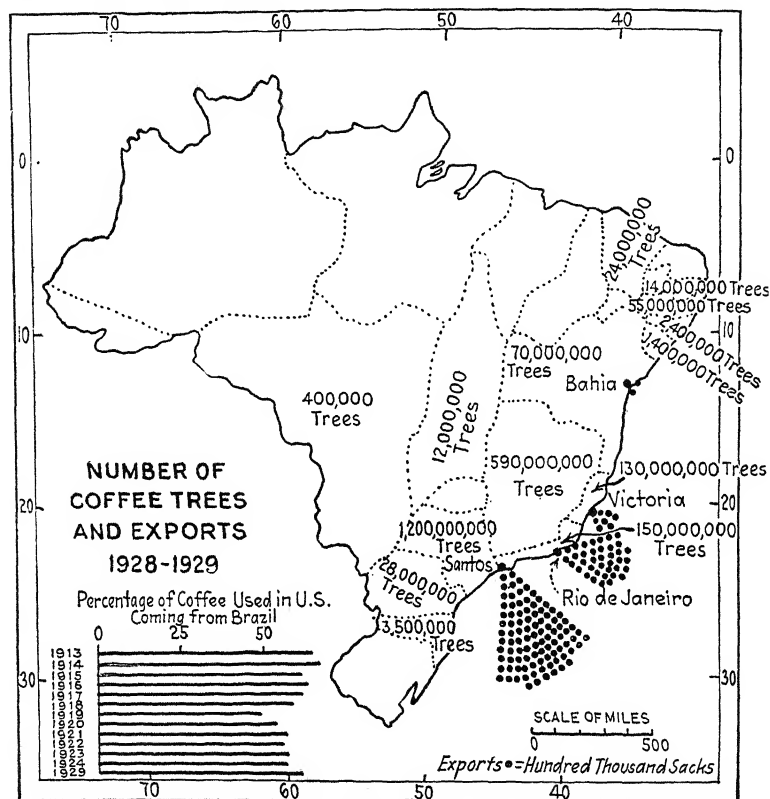 70
60
50
40
0
0
24,000,000
Trees
14,000,000 Trees
55,000,000 Trees
2,400,000 Trees
1,400,000 Trees
10
10
70,000,000
Trees
Bahia
400,000
Trees
12,000,000
Trees
590,000,000
Trees
130,000,000 Trees
Victoria
20
20
NUMBER OF
COFFEE TREES
AND EXPORTS
1928-1929
1,200,000,000
Trees
150,000,000
Trees
Santos
28,000,000
Trees
Rio de Janeiro
13,500,000
Trees
Percentage of Coffee Used in U.S.
Coming from Brazil
0 25 50
1913
1914
1915
1916
1917
1918
1919
1920
1921
1922
1923
1924
1929
30
30
SCALE OF MILES
0 500
Exports • = Hundred Thousand Sacks
70
60
50
40